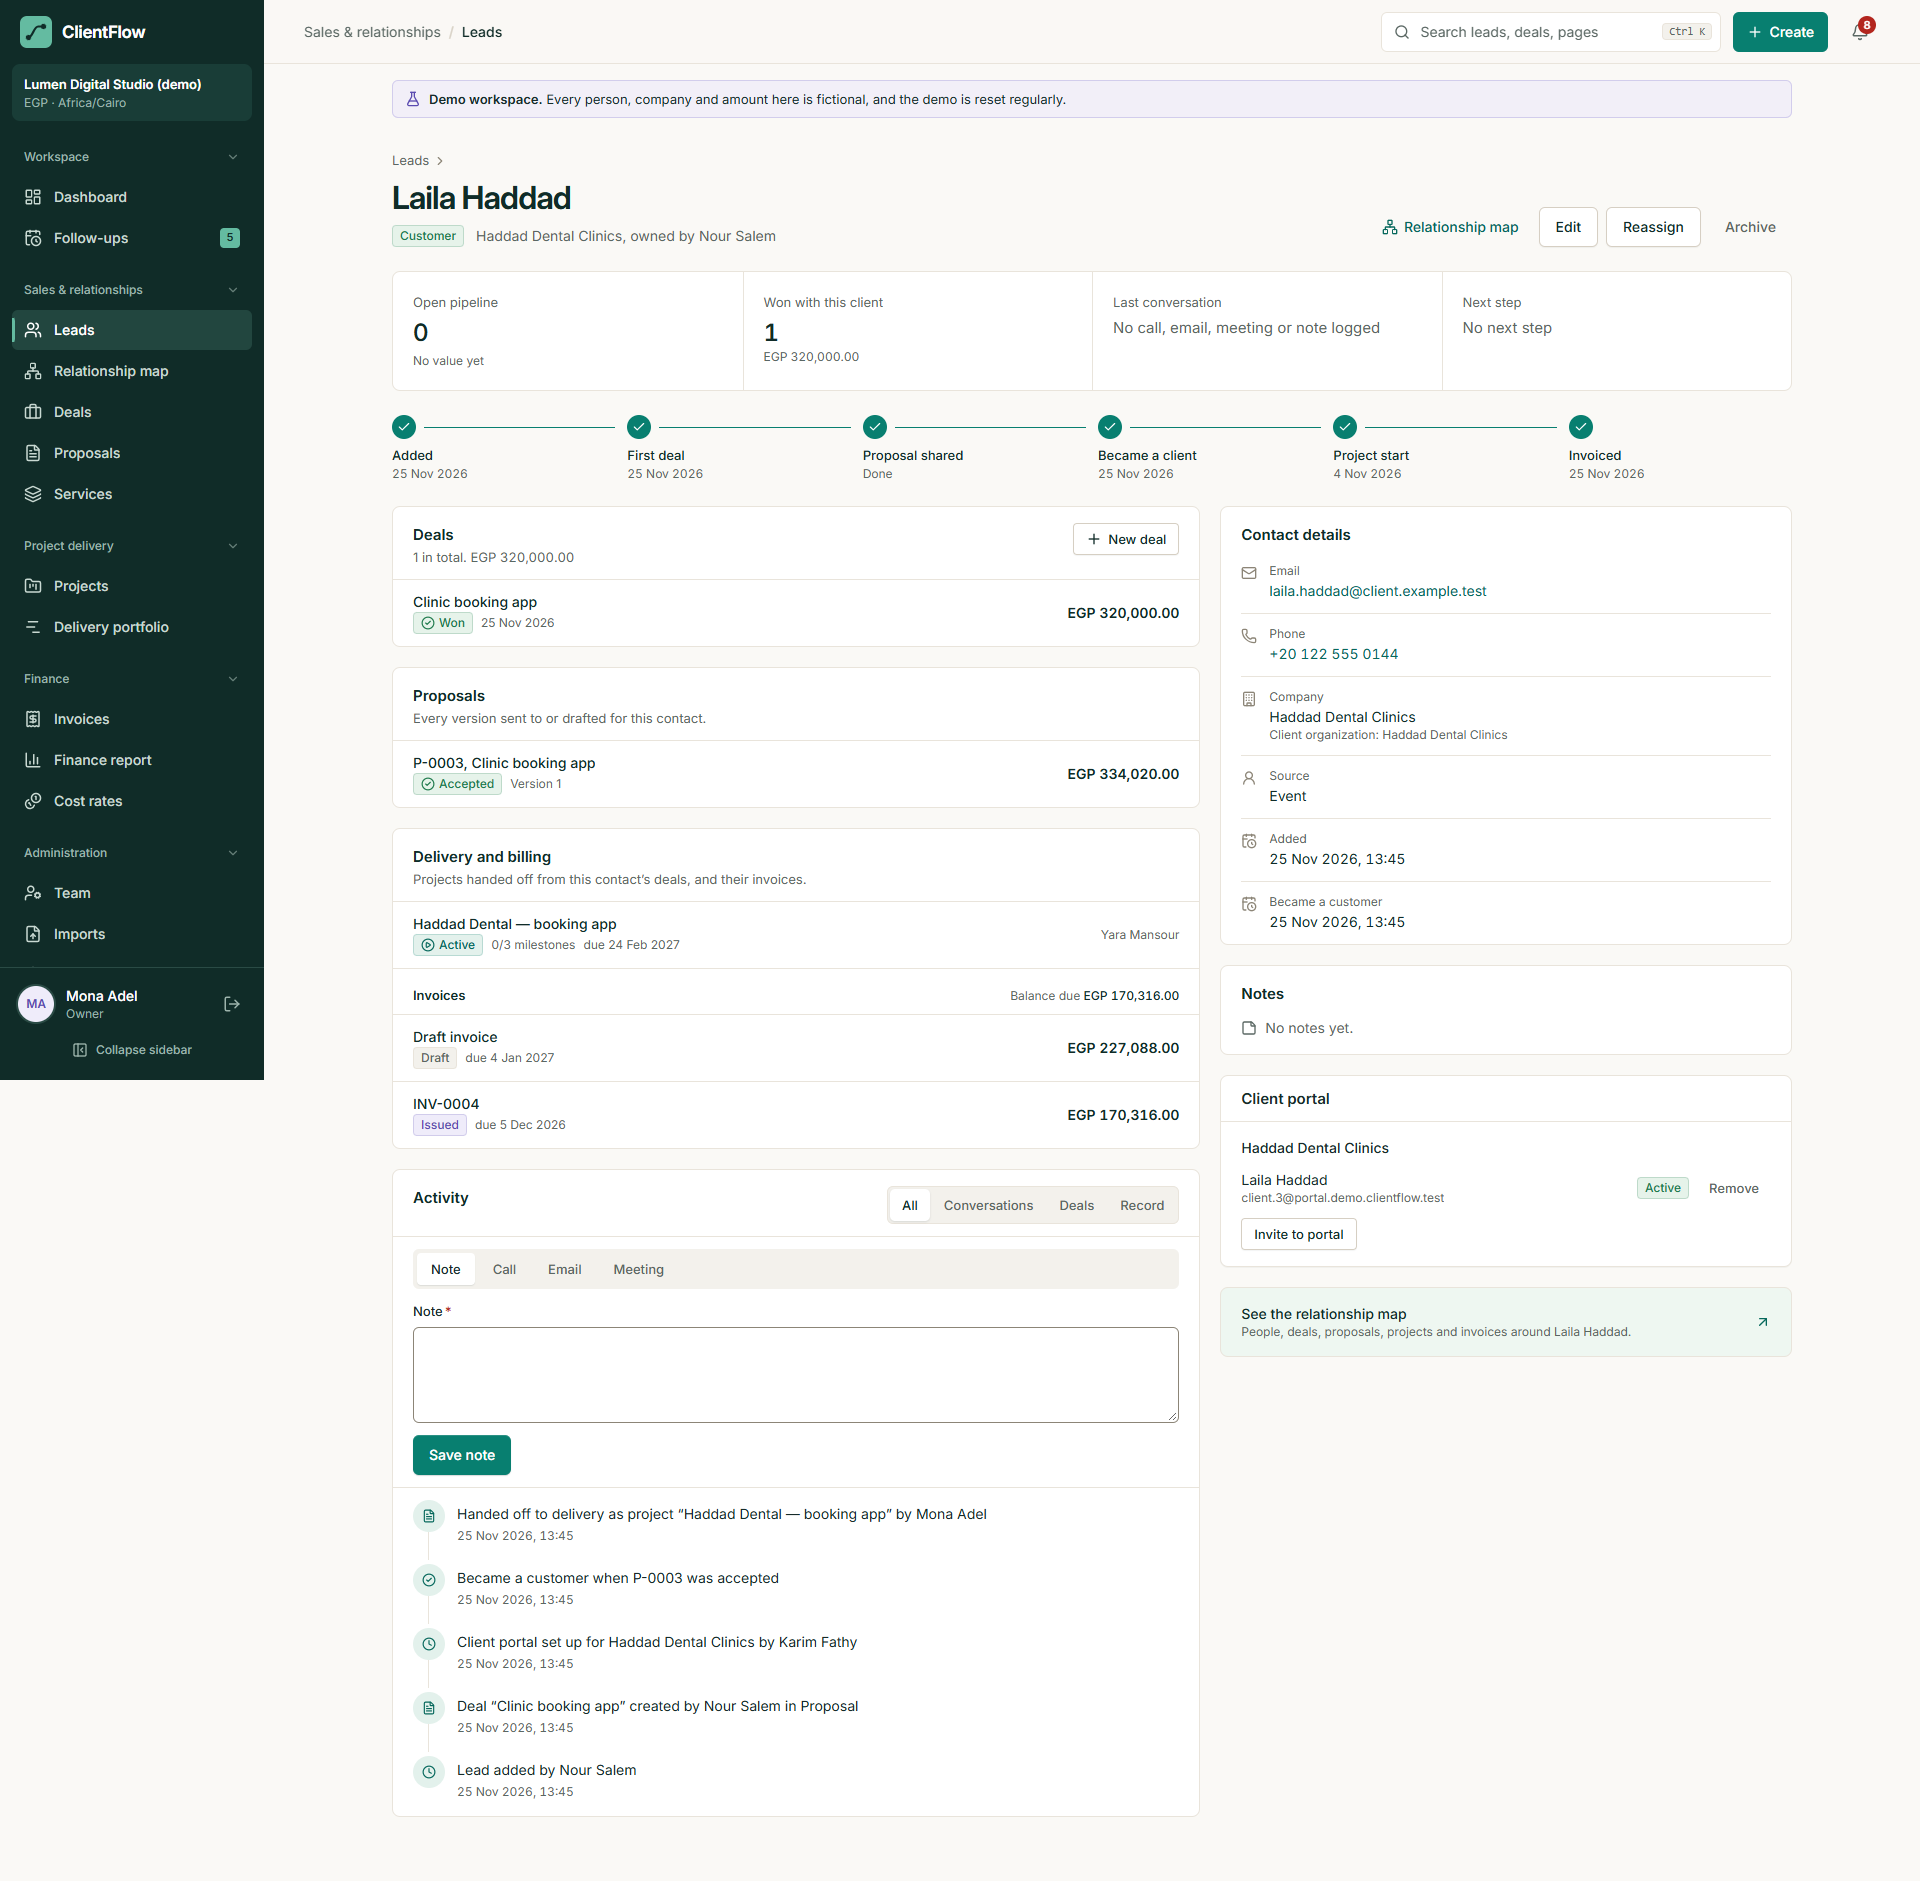 ClientFlow
Lumen Digital Studio (demo)
EGP · Africa/Cairo
Workspace
Dashboard
Follow-ups
5
Sales & relationships
Leads
Relationship map
Deals
Proposals
Services
Project delivery
Projects
Delivery portfolio
Finance
Invoices
Finance report
Cost rates
Administration
Team
Imports
MA
Mona Adel
Owner
Collapse sidebar
Sales & relationships / Leads
Search leads, deals, pages
Ctrl K
Create
8
Demo workspace. Every person, company and amount here is fictional, and the demo is reset regularly.
Leads
Laila Haddad
Customer
Haddad Dental Clinics, owned by Nour Salem
Relationship map
Edit
Reassign
Archive
Open pipeline
0
No value yet
Won with this client
1
EGP 320,000.00
Last conversation
No call, email, meeting or note logged
Next step
No next step
Added
25 Nov 2026
First deal
25 Nov 2026
Proposal shared
Done
Became a client
25 Nov 2026
Project start
4 Nov 2026
Invoiced
25 Nov 2026
Deals
1 in total. EGP 320,000.00
New deal
Clinic booking app
Won
25 Nov 2026
EGP 320,000.00
Proposals
Every version sent to or drafted for this contact.
P-0003, Clinic booking app
Accepted
Version 1
EGP 334,020.00
Delivery and billing
Projects handed off from this contact's deals, and their invoices.
Haddad Dental — booking app
Active
0/3 milestones
due 24 Feb 2027
Yara Mansour
Invoices
Balance due EGP 170,316.00
Draft invoice
Draft
due 4 Jan 2027
EGP 227,088.00
INV-0004
Issued
due 5 Dec 2026
EGP 170,316.00
Activity
All
Conversations
Deals
Record
Note
Call
Email
Meeting
Note *
Save note
Handed off to delivery as project “Haddad Dental — booking app” by Mona Adel
25 Nov 2026, 13:45
Became a customer when P-0003 was accepted
25 Nov 2026, 13:45
Client portal set up for Haddad Dental Clinics by Karim Fathy
25 Nov 2026, 13:45
Deal “Clinic booking app” created by Nour Salem in Proposal
25 Nov 2026, 13:45
Lead added by Nour Salem
25 Nov 2026, 13:45
Contact details
Email
laila.haddad@client.example.test
Phone
+20 122 555 0144
Company
Haddad Dental Clinics
Client organization: Haddad Dental Clinics
Source
Event
Added
25 Nov 2026, 13:45
Became a customer
25 Nov 2026, 13:45
Notes
No notes yet.
Client portal
Haddad Dental Clinics
Laila Haddad
client.3@portal.demo.clientflow.test
Active
Remove
Invite to portal
See the relationship map
People, deals, proposals, projects and invoices around Laila Haddad.